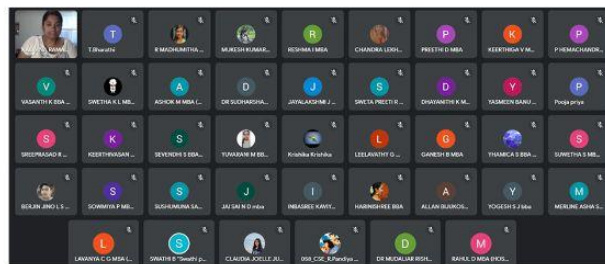 T.Bharathi
R MADHUMITHA ...
MUKESH KUMAR...
RESHMA I MBA
CHANDRA LEKH...
PREETHI D MBA
KEERTHIGA V M...
P HEMACHANDR...
V
VASANTH K BBA ...
SWETHA K L MB...
A
ASHOK M MBA (...
D
DR SUDHARSHA...
J
JAYALAKSHMI J ...
S
SWETA PREETI R ...
D
DHAYANITHI K M...
Y
YASMEEN BANU ...
P
Pooja priya
S
SREEPRASAD R ...
K
KEERTHIVASAN ...
S
SEVENDHI S BBA...
YUVARANI M BB...
Krishika Krishika
L
LEELAVATHY G ...
G
GANESH B MBA
YHAMICA S BBA ...
S
SUWETHA S MB...
BERJIN JINO L S ...
S
SOWMIYA P MB...
S
SUSHUMUNA SA...
J
JAI SAI N D mba
I
INBASREE KAVIY...
HARINISHREE BBA
A
Y
YOGESH S J bba
M
MERLINE ASHA S...
L
LAVANYA C G MBA (...
S
SWATHI B "Swathi p...
CLAUDIA JOELLE JU...
058_CSE_R.Pandiya ...
D
DR MUDALIAR RISH...
M
RAHUL D MBA (HOS...